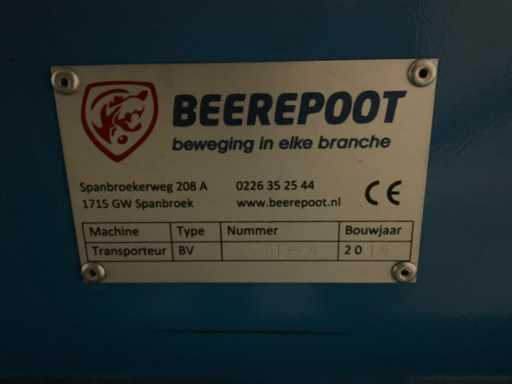 BEEREPOOT
beweging in elke branche
Spanbroekerweg 208 A 0226 35 25 44
1715 GW Spanbroek www.beerepoot.nl CE
Machine Type Nummer Bouwjaar
Transporteur BV 20